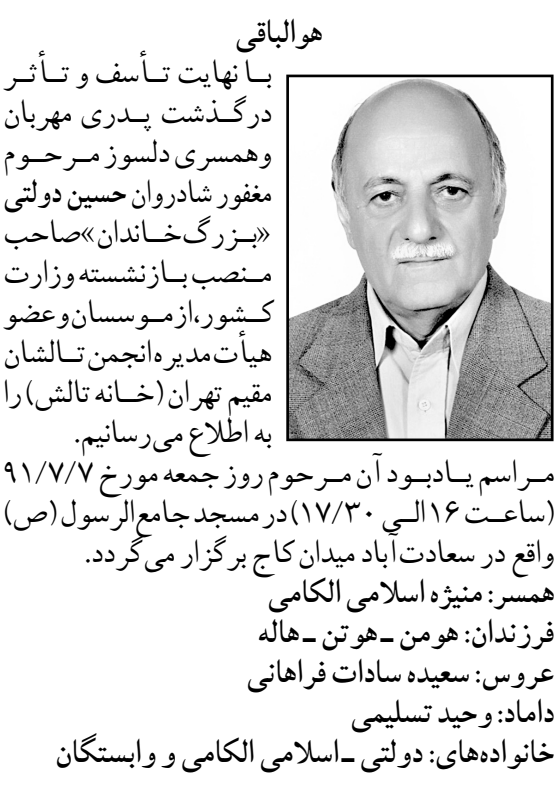 هوالباقی
با نهایت تأسف و تأثر
درگذشت پدری مهربان
وهمسری دلسوز مرحوم
مغفور شادروان حسین دولتی
«بزرگ‌خاندان» صاحب
منصب بازنشسته وزارت
کشور، از موسسان و عضو
هیأت‌مدیره انجمن تالشان
مقیم تهران (خانه تالش) را
به اطلاع می‌رسانیم.
مراسم یادبود آن مرحوم روز جمعه مورخ ۹۱/۷/۷
(ساعت ۱۶ الی ۱۷/۳۰) در مسجد جامع‌الرسول (ص)
واقع در سعادت‌آباد میدان کاج برگزار می‌گردد.
همسر: منیژه اسلامی الکامی
فرزندان: هومن ـ هوتن ـ هاله
عروس: سعیده سادات فراهانی
داماد: وحید تسلیمی
خانواده‌های: دولتی ـ اسلامی الکامی و وابستگان